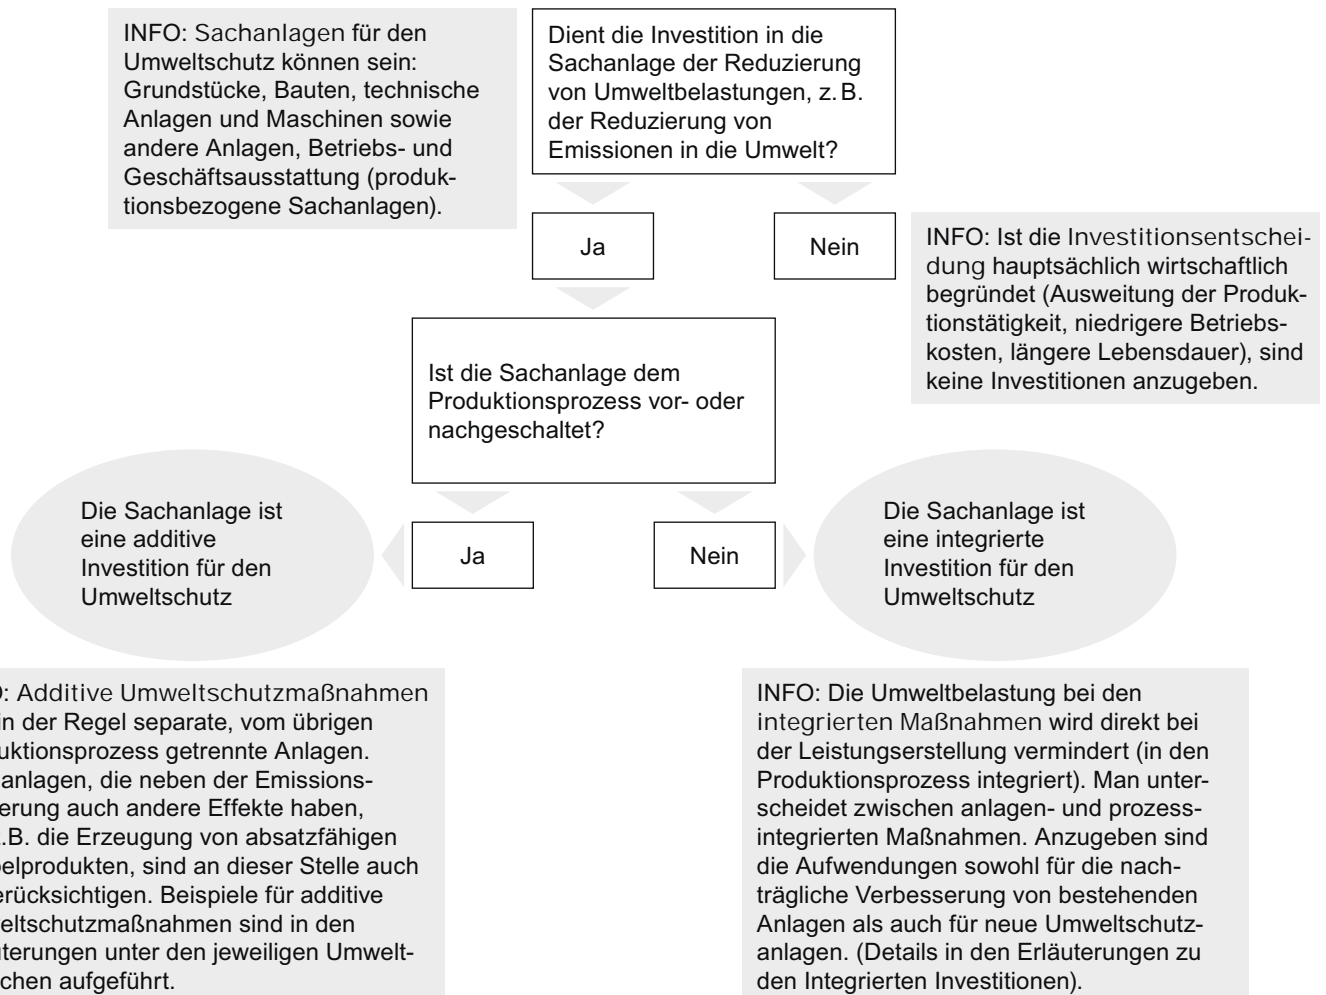 INFO: Sachanlagen für den
Umweltschutz können sein:
Grundstücke, Bauten, technische
Anlagen und Maschinen sowie
andere Anlagen, Betriebs- und
Geschäftsausstattung (produk-
tionsbezogene Sachanlagen).
Dient die Investition in die
Sachanlage der Reduzierung
von Umweltbelastungen, z. B.
der Reduzierung von
Emissionen in die Umwelt?
Ja
Nein
INFO: Ist die Investitionsentschei-
dung hauptsächlich wirtschaftlich
begründet (Ausweitung der Produk-
tionstätigkeit, niedrigere Betriebs-
kosten, längere Lebensdauer), sind
keine Investitionen anzugeben.
Ist die Sachanlage dem
Produktionsprozess vor- oder
nachgeschaltet?
Die Sachanlage ist
eine additive
Investition für den
Umweltschutz
Ja
Nein
Die Sachanlage ist
eine integrierte
Investition für den
Umweltschutz
: Additive Umweltschutzmaßnahmen
in der Regel separate, vom übrigen
uktionsprozess getrennte Anlagen.
anlagen, die neben der Emissions-
erung auch andere Effekte haben,
.B. die Erzeugung von absatzfähigen
elprodukten, sind an dieser Stelle auch
erücksichtigen. Beispiele für additive
eltschutzmaßnahmen sind in den
uterungen unter den jeweiligen Umwelt-
chen aufgeführt.
INFO: Die Umweltbelastung bei den
integrierten Maßnahmen wird direkt bei
der Leistungserstellung vermindert (in den
Produktionsprozess integriert). Man unter-
scheidet zwischen anlagen- und prozess-
integrierten Maßnahmen. Anzugeben sind
die Aufwendungen sowohl für die nach-
trägliche Verbesserung von bestehenden
Anlagen als auch für neue Umweltschutz-
anlagen. (Details in den Erläuterungen zu
den Integrierten Investitionen).